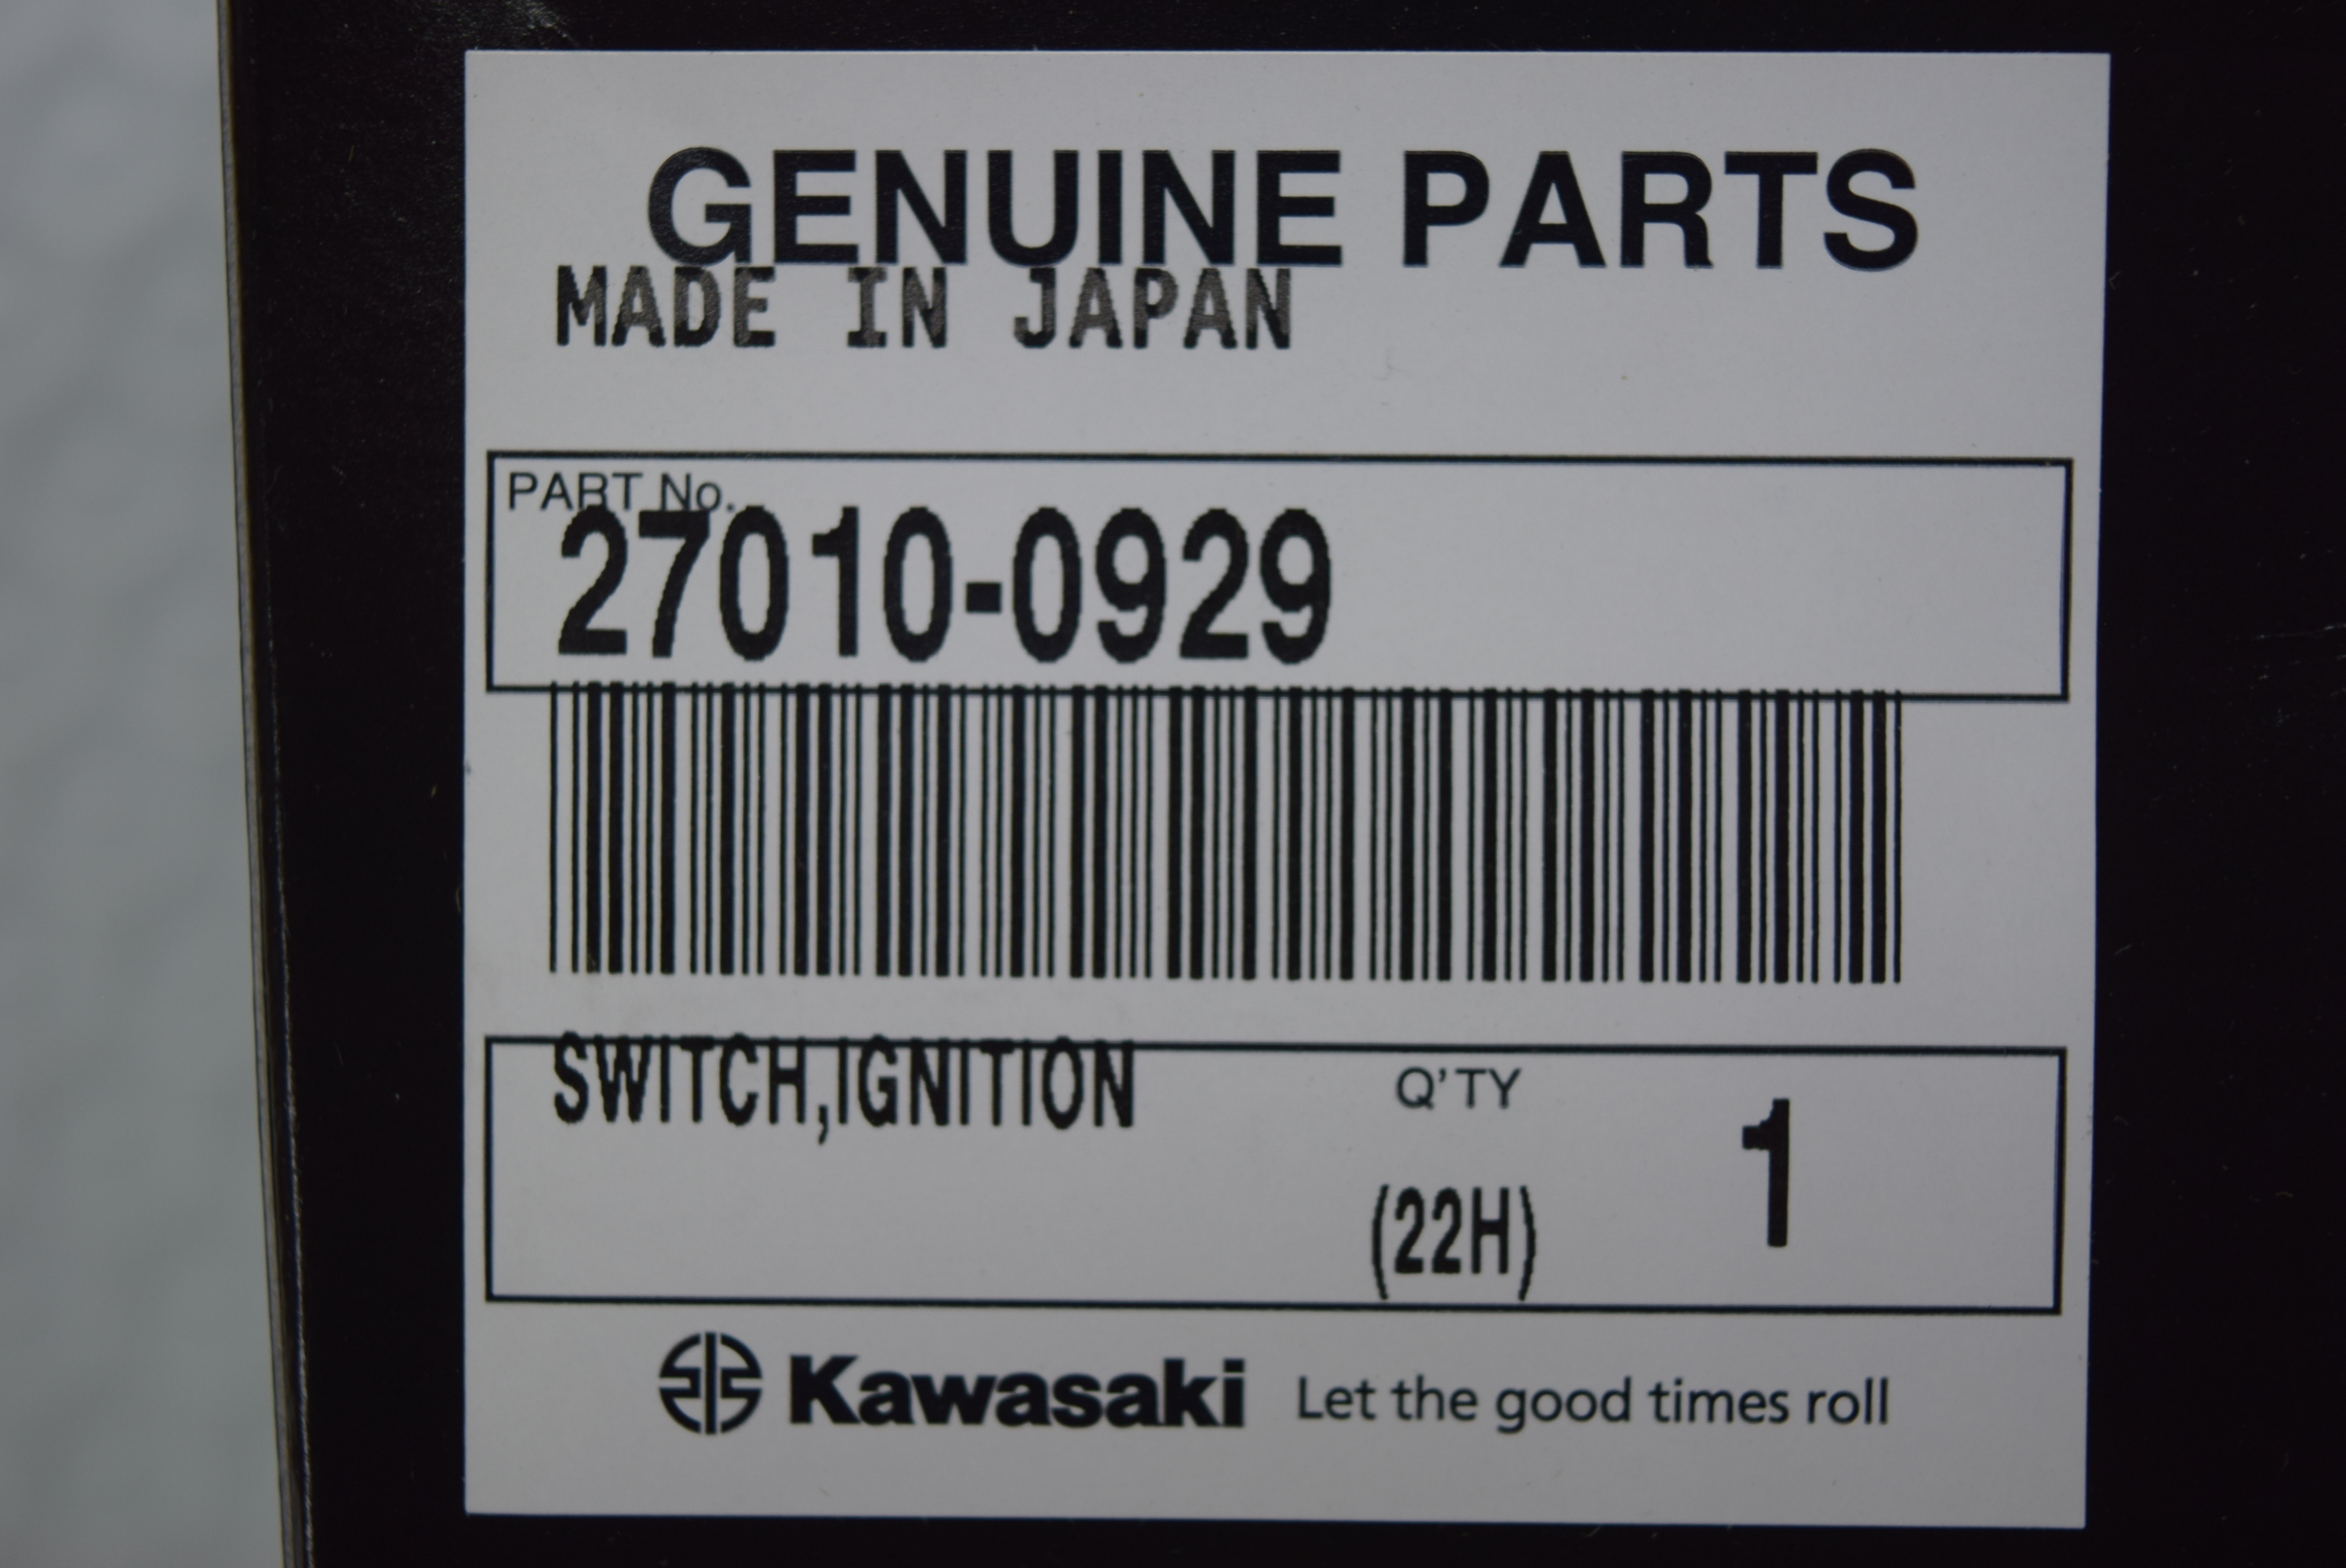 GENUINE PARTS
MADE IN JAPAN
PART No.
27010-0929
SWITCH,IGNITION
Q'TY
1
(22H)
Kawasaki Let the good times roll